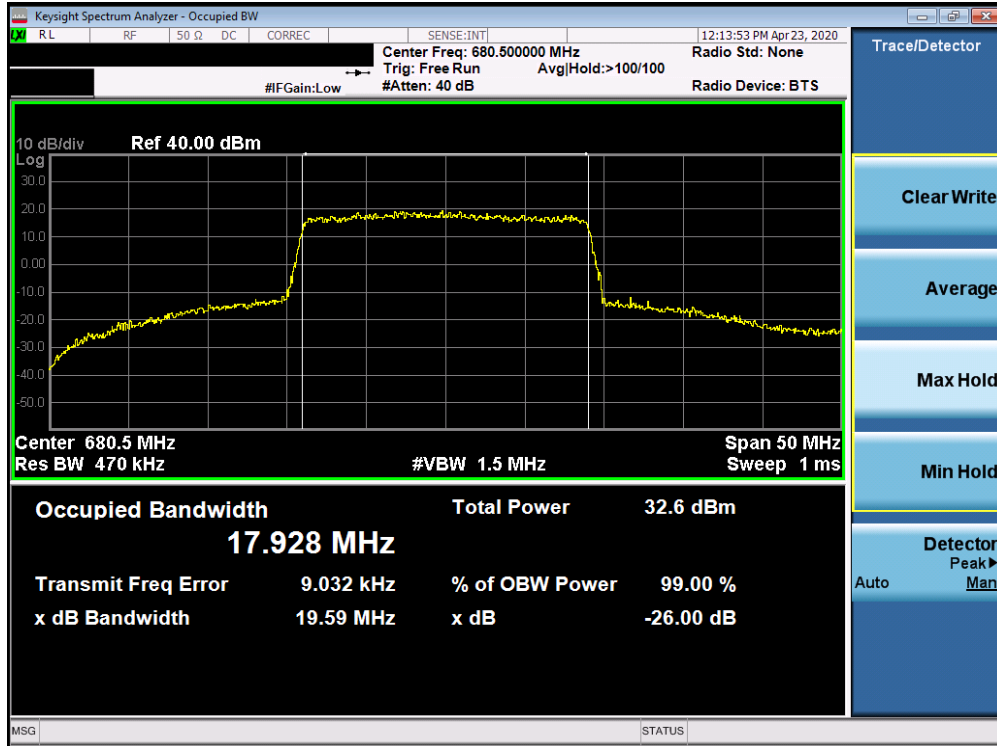 Keysight Spectrum Analyzer - Occupied BW
LXI RL RF 50 Ω DC CORREC SENSE:INT 12:13:53 PM Apr 23, 2020
Center Freq: 680.500000 MHz Radio Std: None
Trig: Free Run Avg|Hold:>100/100
#IFGain:Low #Atten: 40 dB Radio Device: BTS
10 dB/div Ref 40.00 dBm
Log
30.0
20.0
10.0
0.00
-10.0
-20.0
-30.0
-40.0
-50.0
Center 680.5 MHz Span 50 MHz
Res BW 470 kHz #VBW 1.5 MHz Sweep 1 ms
Occupied Bandwidth Total Power 32.6 dBm
17.928 MHz
Transmit Freq Error 9.032 kHz % of OBW Power 99.00 %
x dB Bandwidth 19.59 MHz x dB -26.00 dB
MSG STATUS
Trace/Detector
Clear Write
Average
Max Hold
Min Hold
Detector
Peak▶
Auto Man